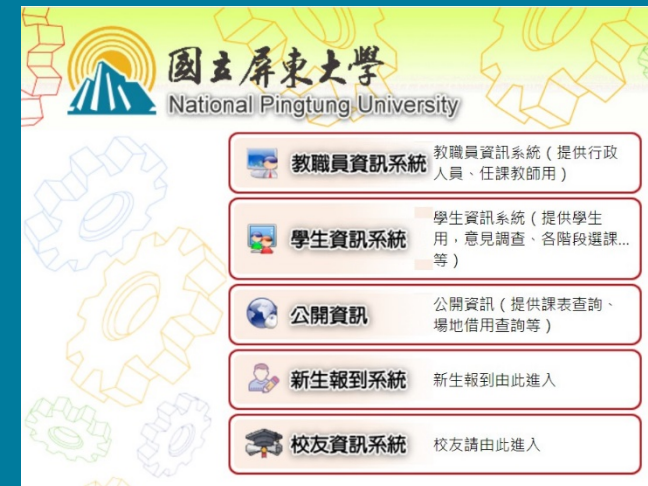 國立屏東大學
National Pingtung University
教職員資訊系統
教職員資訊系統(提供行政
人員、任課教師用)
學生資訊系統
學生資訊系統(提供學生
用,意見調查、各階段選課...
等)
公開資訊
公開資訊(提供課表查詢、
場地借用查詢等)
新生報到系統
新生報到由此進入
校友資訊系統
校友請由此進入